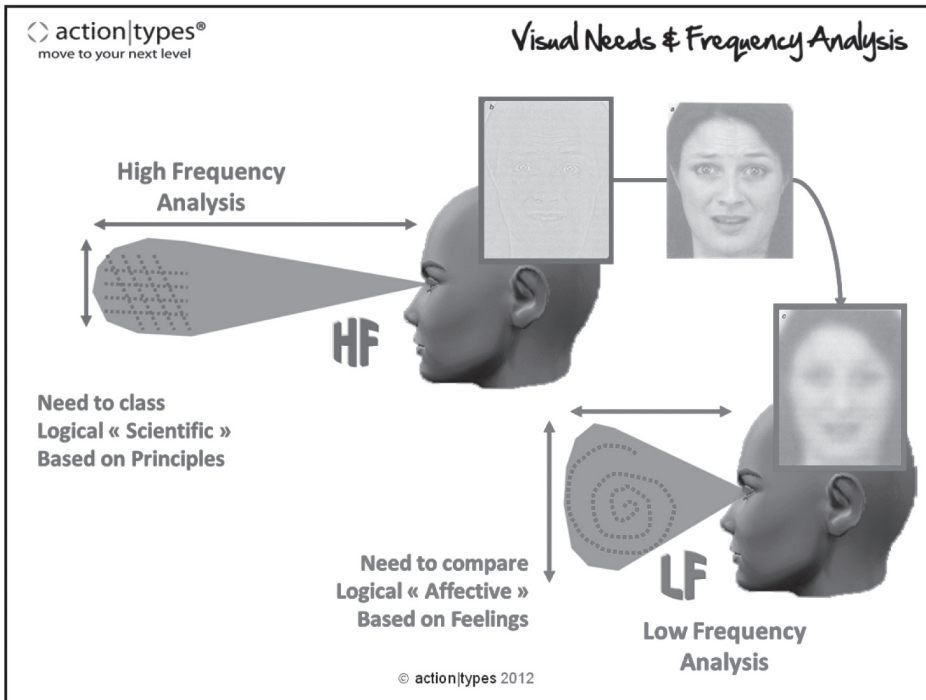 action|types®
move to your next level
Visual Needs & Frequency Analysis
b
a
High Frequency
Analysis
HF
Need to class
Logical « Scientific »
Based on Principles
c
Need to compare
Logical « Affective »
Based on Feelings
LF
Low Frequency
Analysis
© action|types 2012